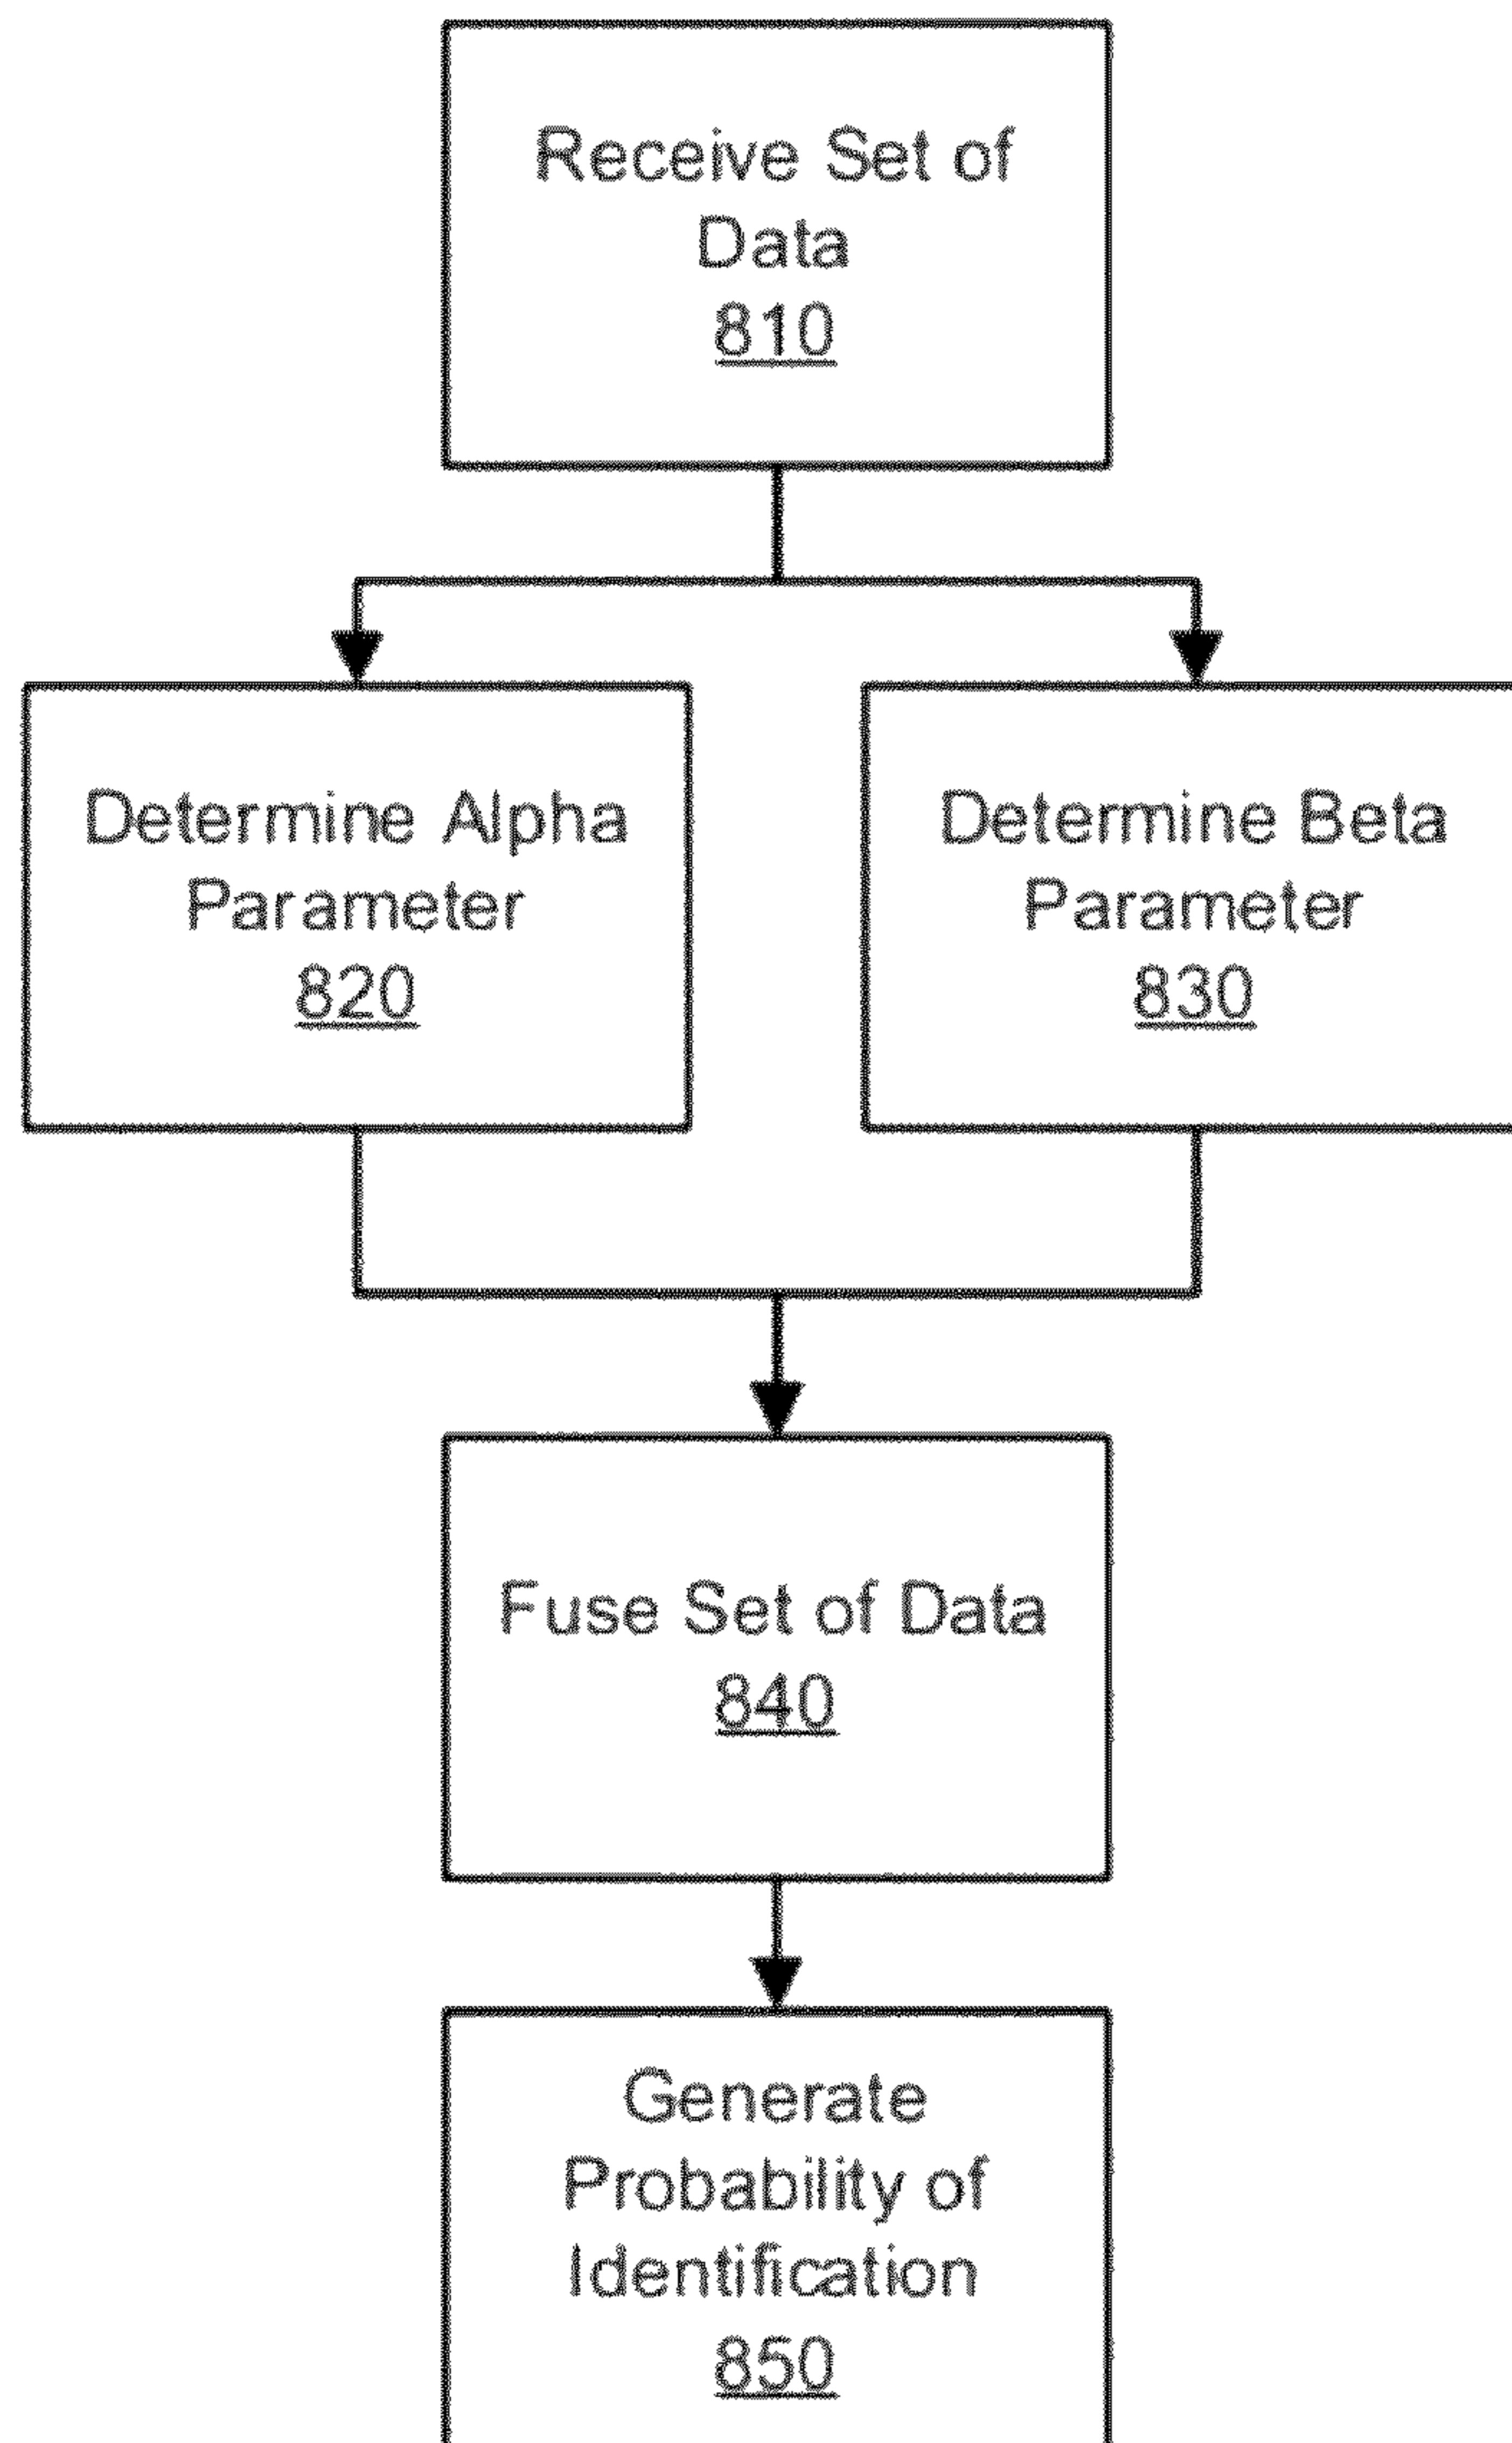 Receive Set of
Data
810
Determine Alpha
Parameter
820
Determine Beta
Parameter
830
Fuse Set of Data
840
Generate
Probability of
Identification
850